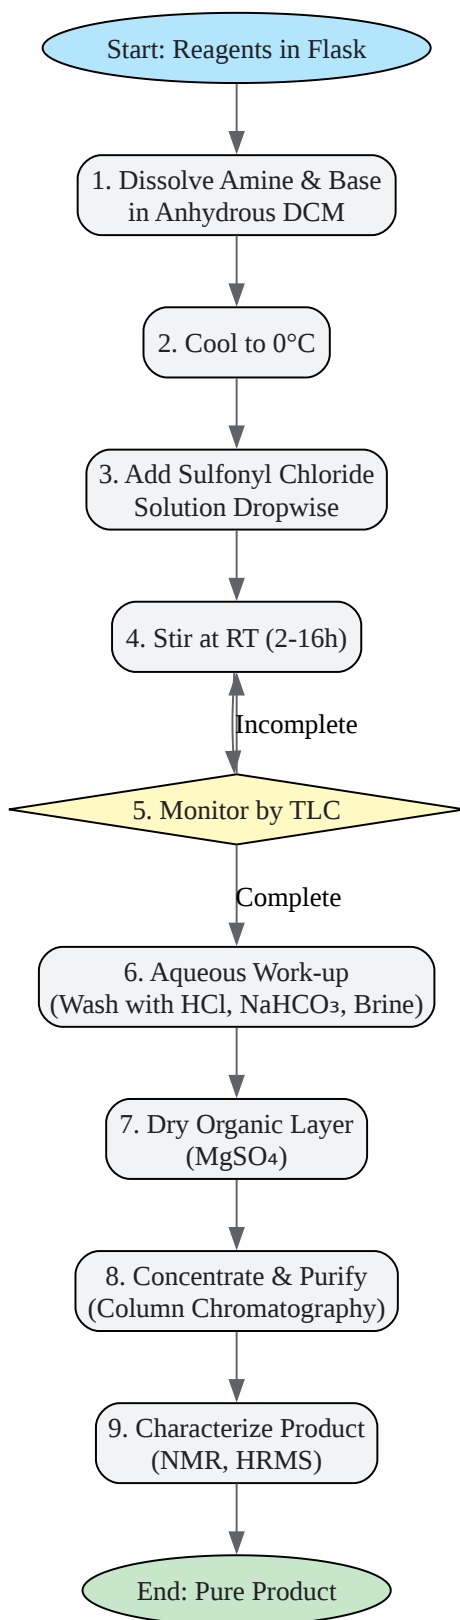 Start: Reagents in Flask
1. Dissolve Amine & Base
in Anhydrous DCM
2. Cool to 0°C
3. Add Sulfonyl Chloride
Solution Dropwise
4. Stir at RT (2-16h)
Incomplete
5. Monitor by TLC
Complete
6. Aqueous Work-up
(Wash with HCl, NaHCO₃, Brine)
7. Dry Organic Layer
(MgSO₄)
8. Concentrate & Purify
(Column Chromatography)
9. Characterize Product
(NMR, HRMS)
End: Pure Product